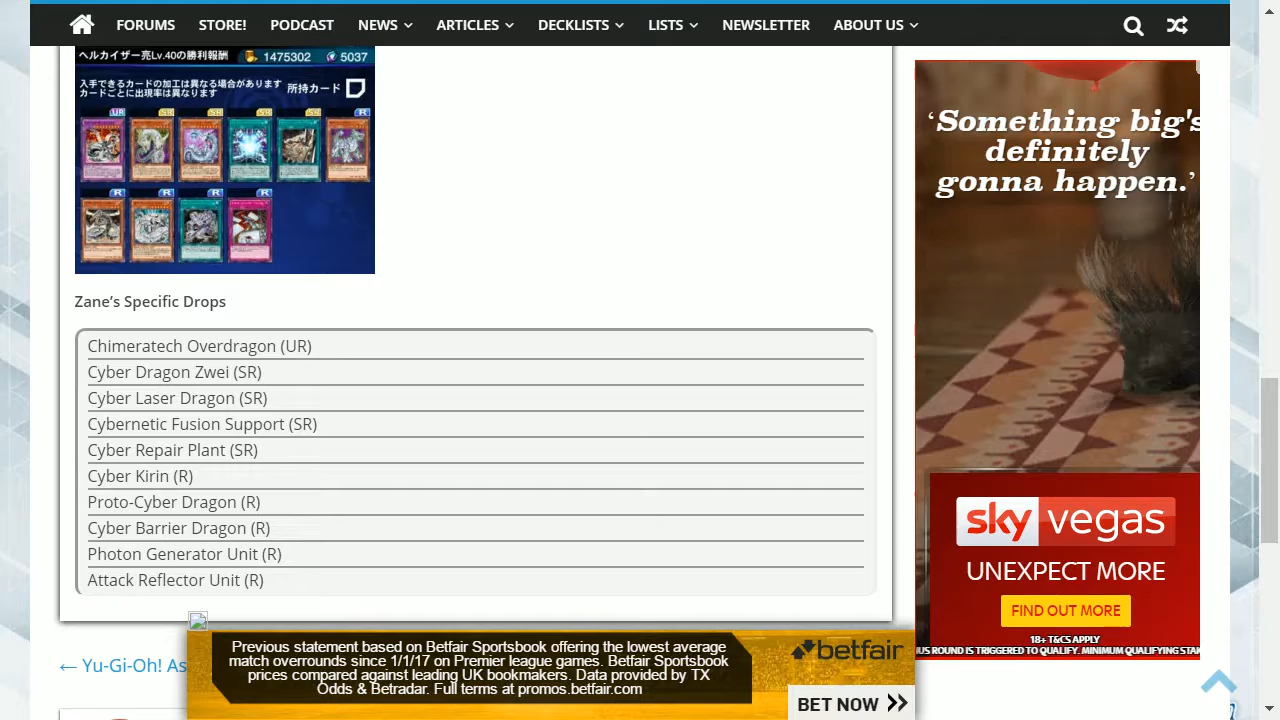 FORUMS STORE! PODCAST NEWS ARTICLES DECKLISTS LISTS NEWSLETTER ABOUT US
ヘルカイザー亮Lv.40の勝利報酬 1475302 5037
入手できるカードの加工は異なる場合があります
カードごとに出現率は異なります
所持カード
UR SR SR SR SR R
R R R R
Zane’s Specific Drops
Chimeratech Overdragon (UR)
Cyber Dragon Zwei (SR)
Cyber Laser Dragon (SR)
Cybernetic Fusion Support (SR)
Cyber Repair Plant (SR)
Cyber Kirin (R)
Proto-Cyber Dragon (R)
Cyber Barrier Dragon (R)
Photon Generator Unit (R)
Attack Reflector Unit (R)
← Yu-Gi-Oh! As
Previous statement based on Betfair Sportsbook offering the lowest average
match overrounds since 1/1/17 on Premier league games. Betfair Sportsbook
prices compared against leading UK bookmakers. Data provided by TX
Odds & Betradar. Full terms at promos.betfair.com
betfair
BET NOW
‘Something big's
definitely
gonna happen.’
sky vegas
UNEXPECT MORE
FIND OUT MORE
18+ T&CS APPLY
US ROUND IS TRIGGERED TO QUALIFY. MINIMUM QUALIFYING STAK